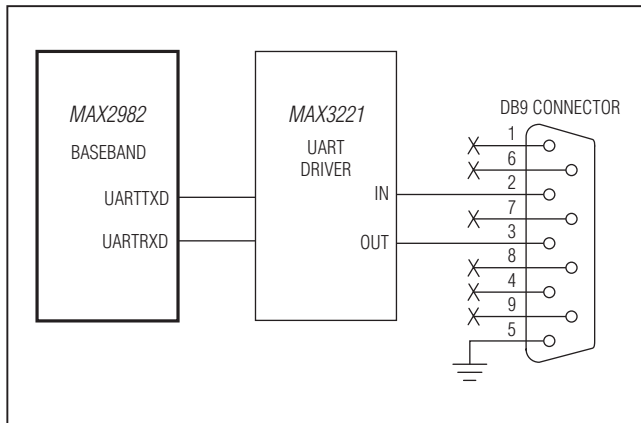 MAX2982
BASEBAND
UARTTXD
UARTRXD
MAX3221
UART
DRIVER
IN
OUT
DB9 CONNECTOR
1
6
2
7
3
8
4
9
5